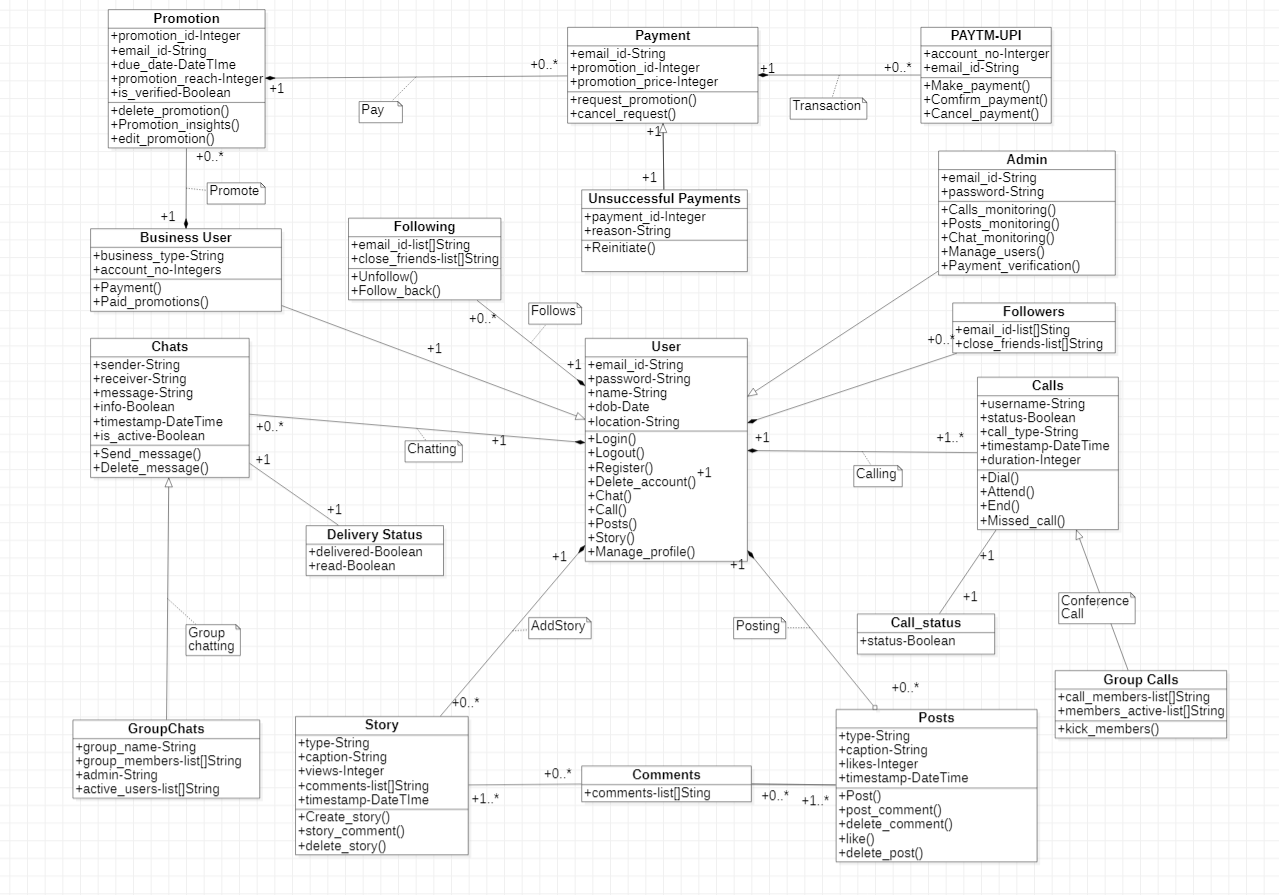 Promotion
+promotion_id-Integer
+email_id-String
+due_date-DateTIme
+promotion_reach-Integer
+is_verified-Boolean
+delete_promotion()
+Promotion_insights()
+edit_promotion()
+1
Pay
+0..*
Payment
+email_id-String
+promotion_id-Integer
+promotion_price-Integer
+request_promotion()
+cancel_request()
+1
+0..*
Transaction
PAYTM-UPI
+account_no-Interger
+email_id-String
+Make_payment()
+Comfirm_payment()
+Cancel_payment()
+0..*
Promote
+1
+1
+1
Unsuccessful Payments
+payment_id-Integer
+reason-String
+Reinitiate()
Admin
+email_id-String
+password-String
+Calls_monitoring()
+Posts_monitoring()
+Chat_monitoring()
+Manage_users()
+Payment_verification()
Business User
+business_type-String
+account_no-Integers
+Payment()
+Paid_promotions()
Following
+email_id-list[]String
+close_friends-list[]String
+Unfollow()
+Follow_back()
+0..*
Follows
+1
+1
Followers
+email_id-list[]Sting
+close_friends-list[]String
+0..*
Chats
+sender-String
+receiver-String
+message-String
+info-Boolean
+timestamp-DateTime
+is_active-Boolean
+Send_message()
+Delete_message()
+0..*
Chatting
+1
+1
+1
Delivery Status
+delivered-Boolean
+read-Boolean
User
+email_id-String
+password-String
+name-String
+dob-Date
+location-String
+Login()
+Logout()
+Register()
+Delete_account()
+Chat()
+Call()
+Posts()
+Story()
+Manage_profile()
+1
+1
+1..*
Calling
Calls
+username-String
+status-Boolean
+call_type-String
+timestamp-DateTime
+duration-Integer
+Dial()
+Attend()
+End()
+Missed_call()
+1
+1
+1
+1
Call_status
+status-Boolean
Conference
Call
Group Calls
+call_members-list[]String
+members_active-list[]String
+kick_members()
Group
chatting
AddStory
Posting
+0..*
+0..*
GroupChats
+group_name-String
+group_members-list[]String
+admin-String
+active_users-list[]String
Story
+type-String
+caption-String
+views-Integer
+comments-list[]String
+timestamp-DateTIme
+Create_story()
+story_comment()
+delete_story()
+1..*
+0..*
Comments
+comments-list[]Sting
+0..*
+1..*
Posts
+type-String
+caption-String
+likes-Integer
+timestamp-DateTime
+Post()
+post_comment()
+delete_comment()
+like()
+delete_post()